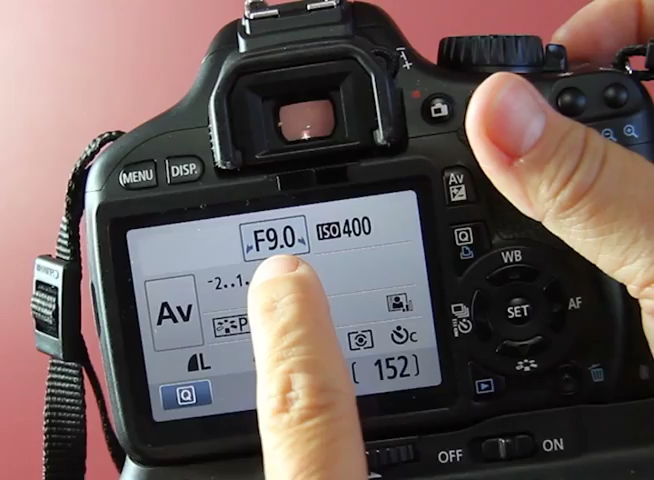 MENU DISP.
Av
Q
WB
AF
SET
F9.0 ISO400
-2..1.
Av
P
L
c
Q
[152]
OFF ON